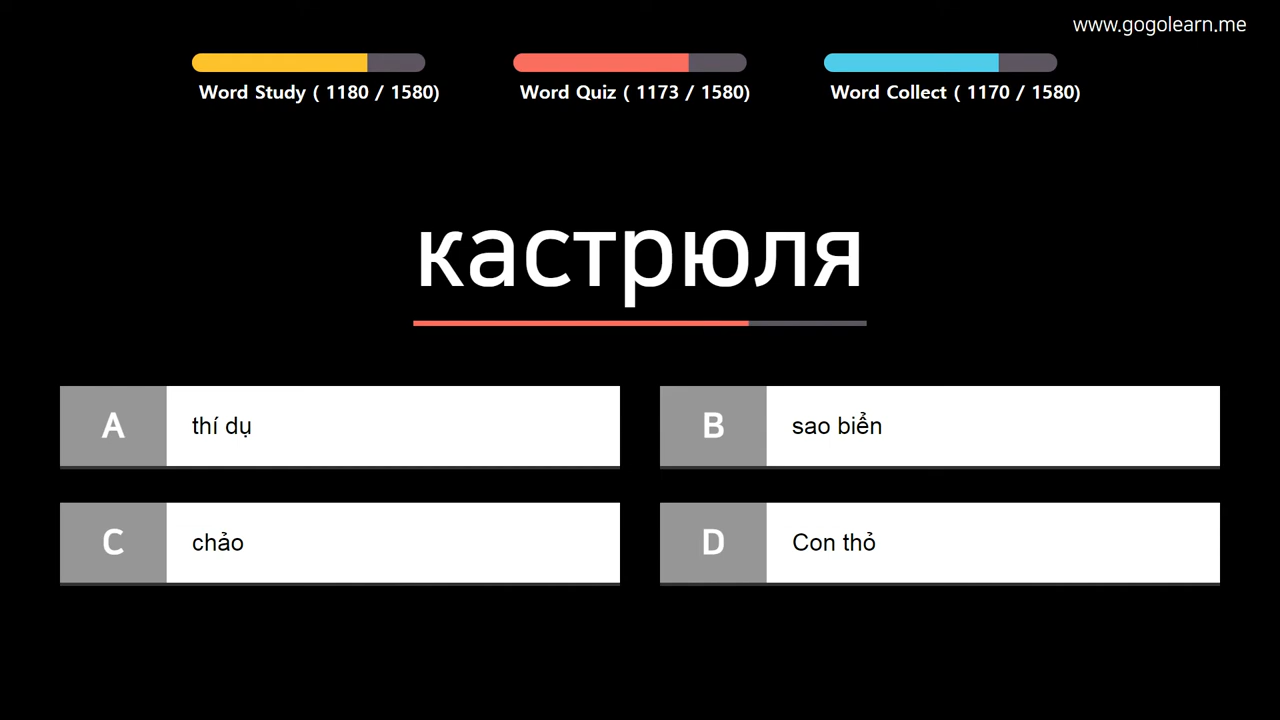 www.gogolearn.me
Word Study ( 1180 / 1580)
Word Quiz ( 1173 / 1580)
Word Collect ( 1170 / 1580)
кастрюля
A thí dụ
B sao biển
C chảo
D Con thỏ